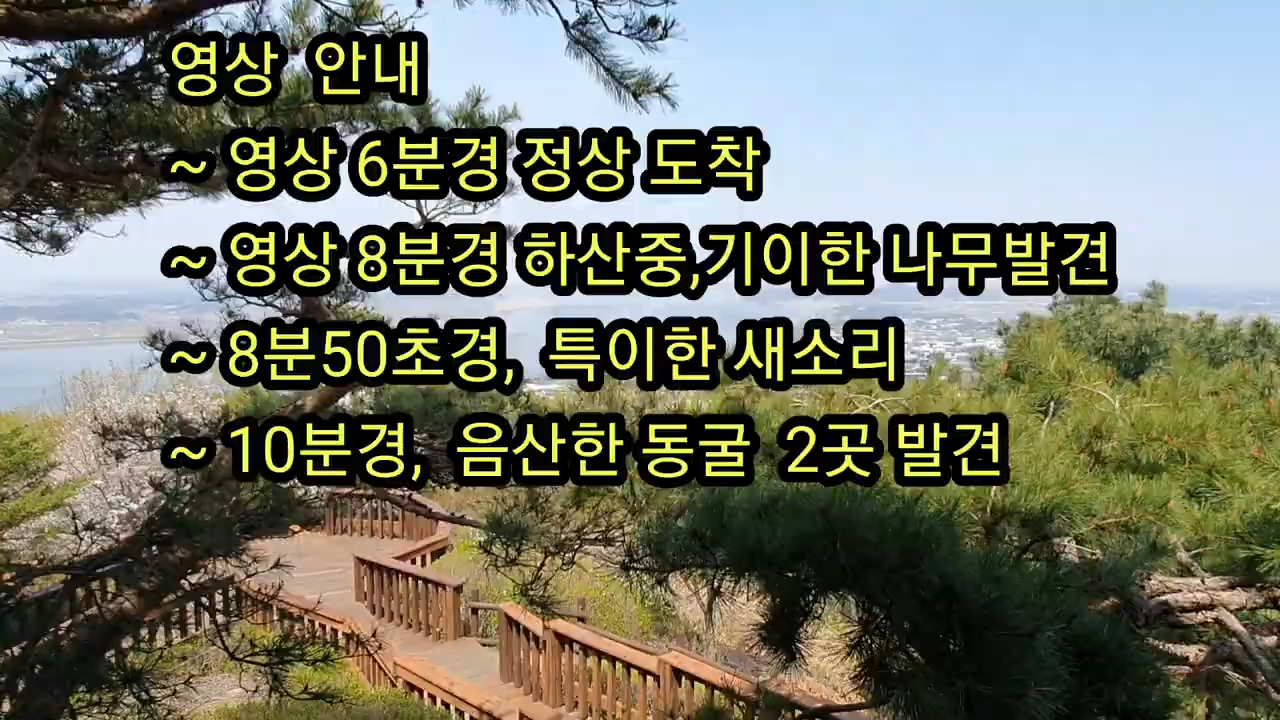 영상 안내
~ 영상 6분경 정상 도착
~ 영상 8분경 하산중,기이한 나무발견
~ 8분50초경, 특이한 새소리
~ 10분경, 음산한 동굴 2곳 발견